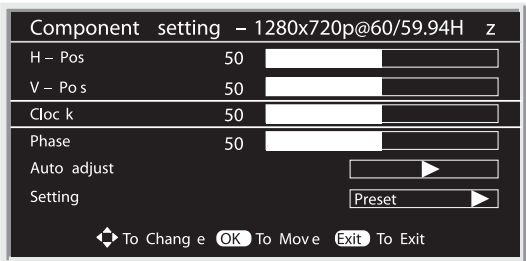 Component setting – 1280x720p@60/59.94H z
H – Pos 50
V – Po s 50
Cloc k 50
Phase 50
Auto adjust
Setting Preset
To Chang e OK To Mov e Exit To Exit